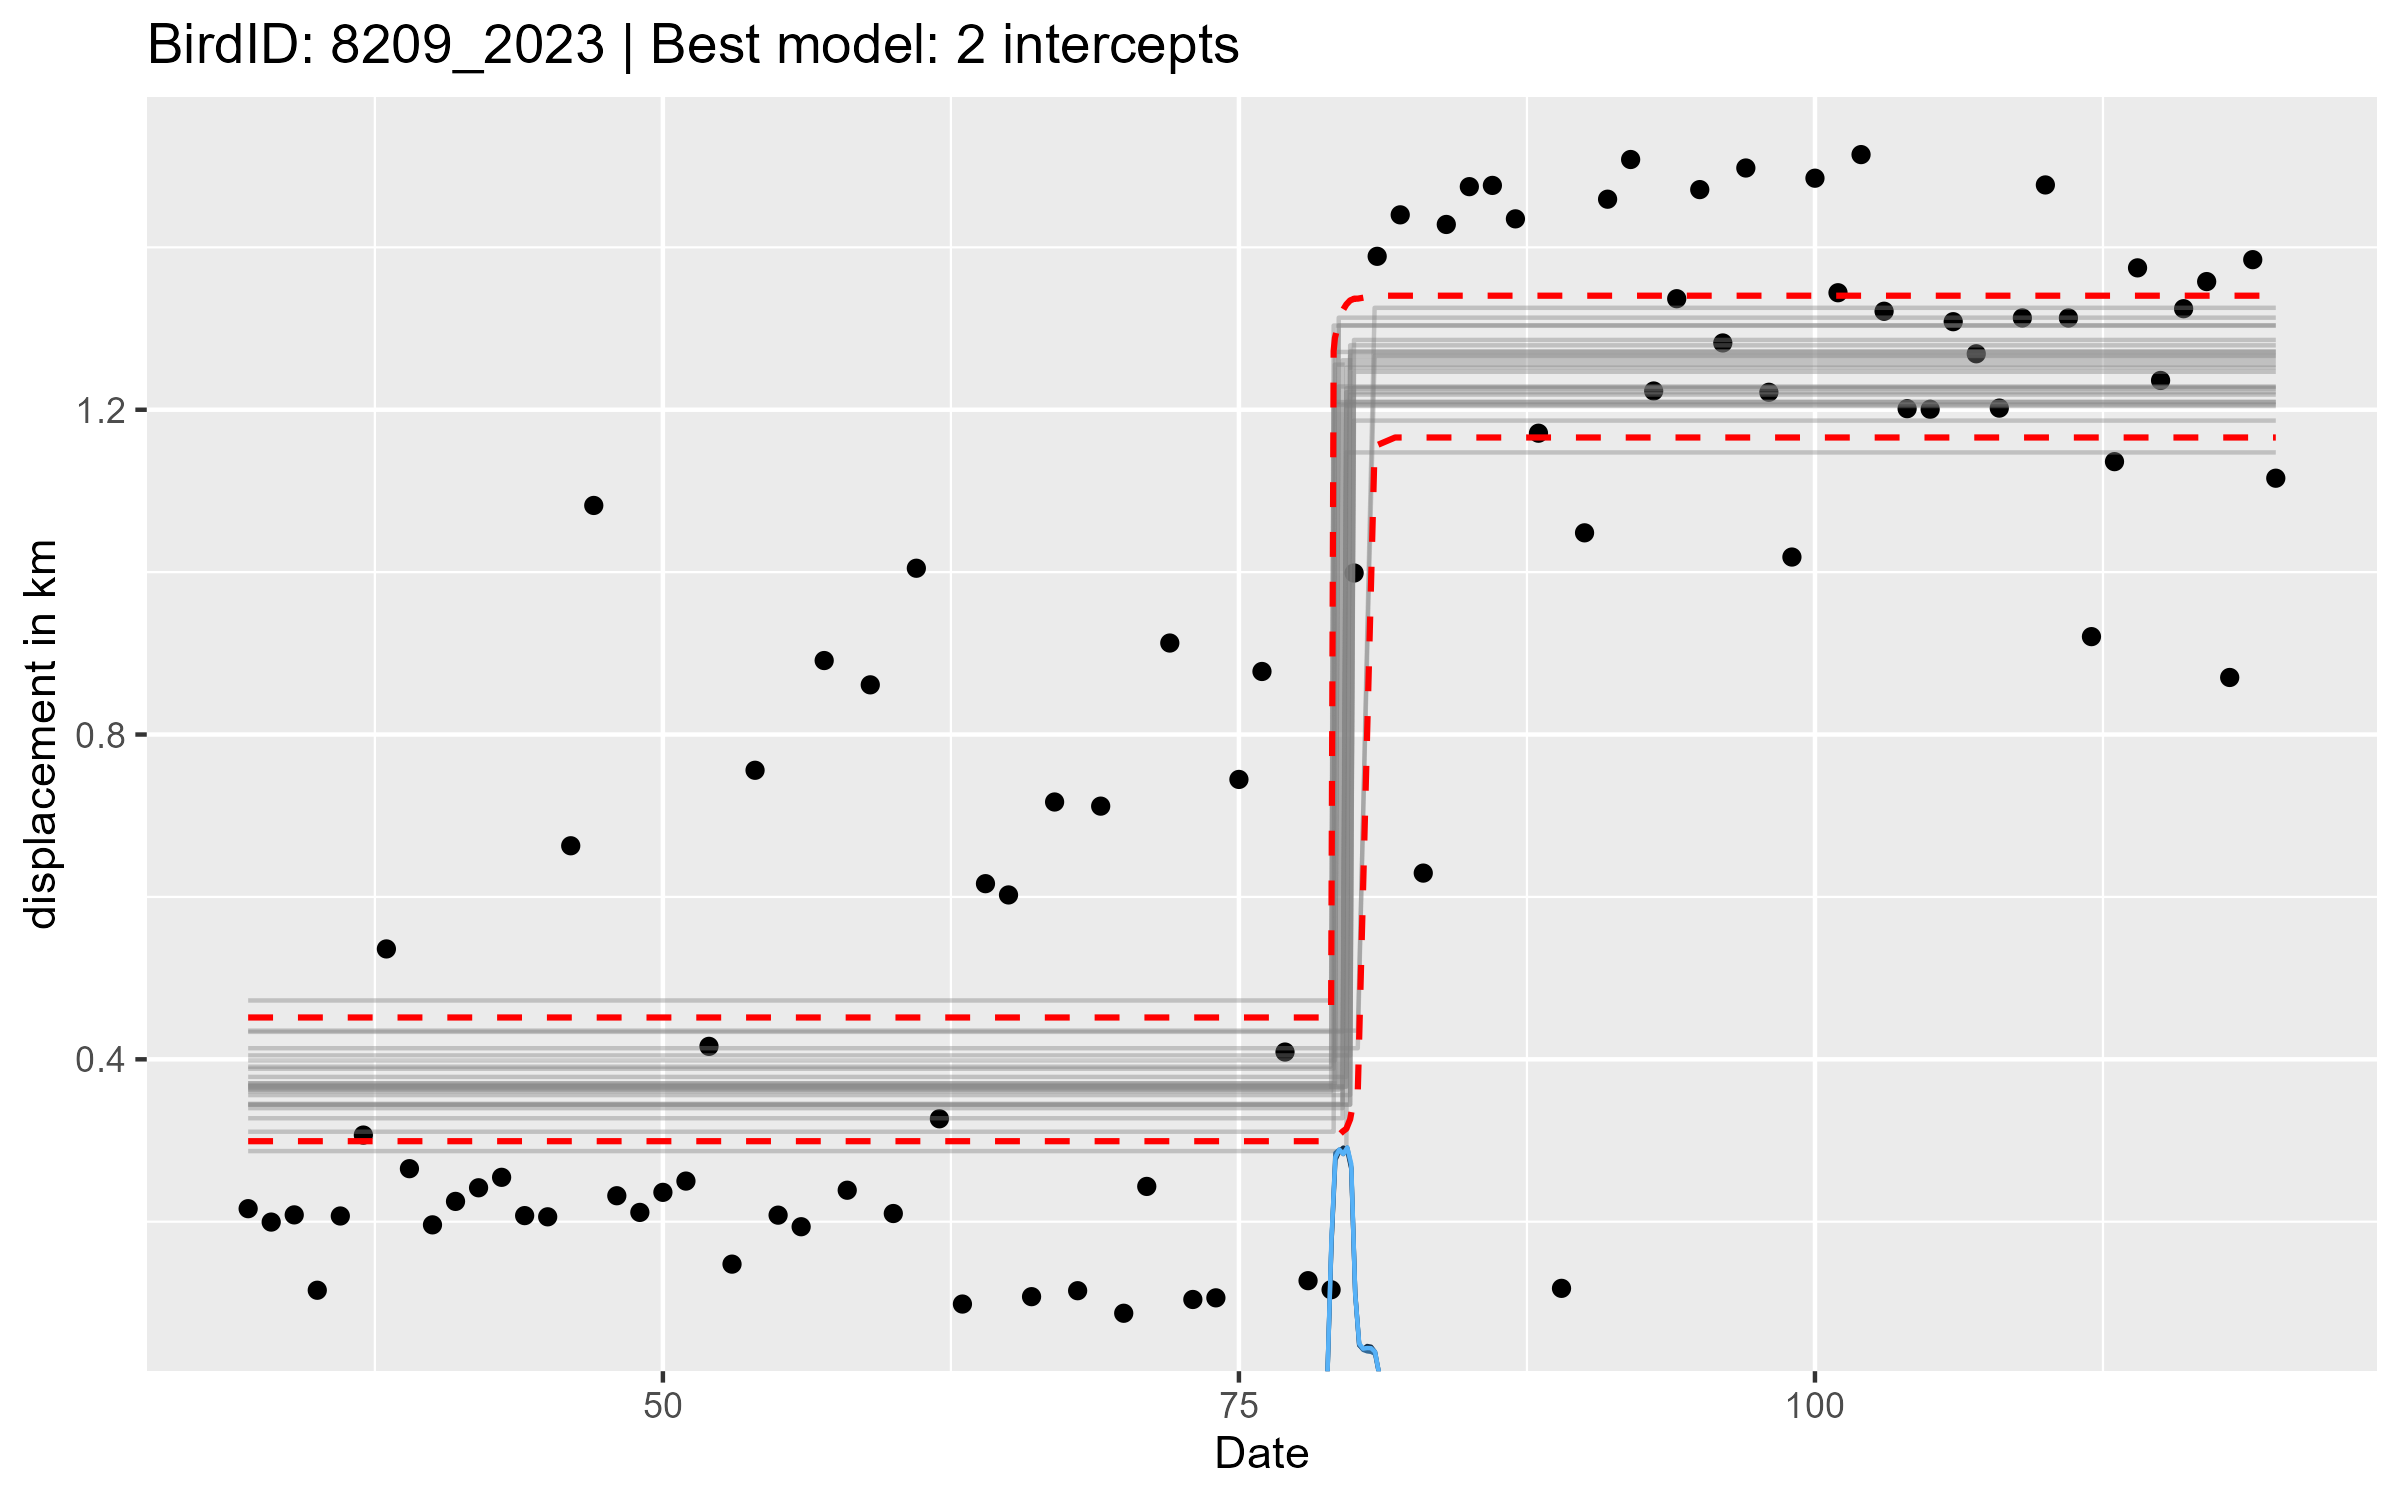 BirdID: 8209_2023 | Best model: 2 intercepts
displacement in km
1.2
0.8
0.4
50
75
100
Date